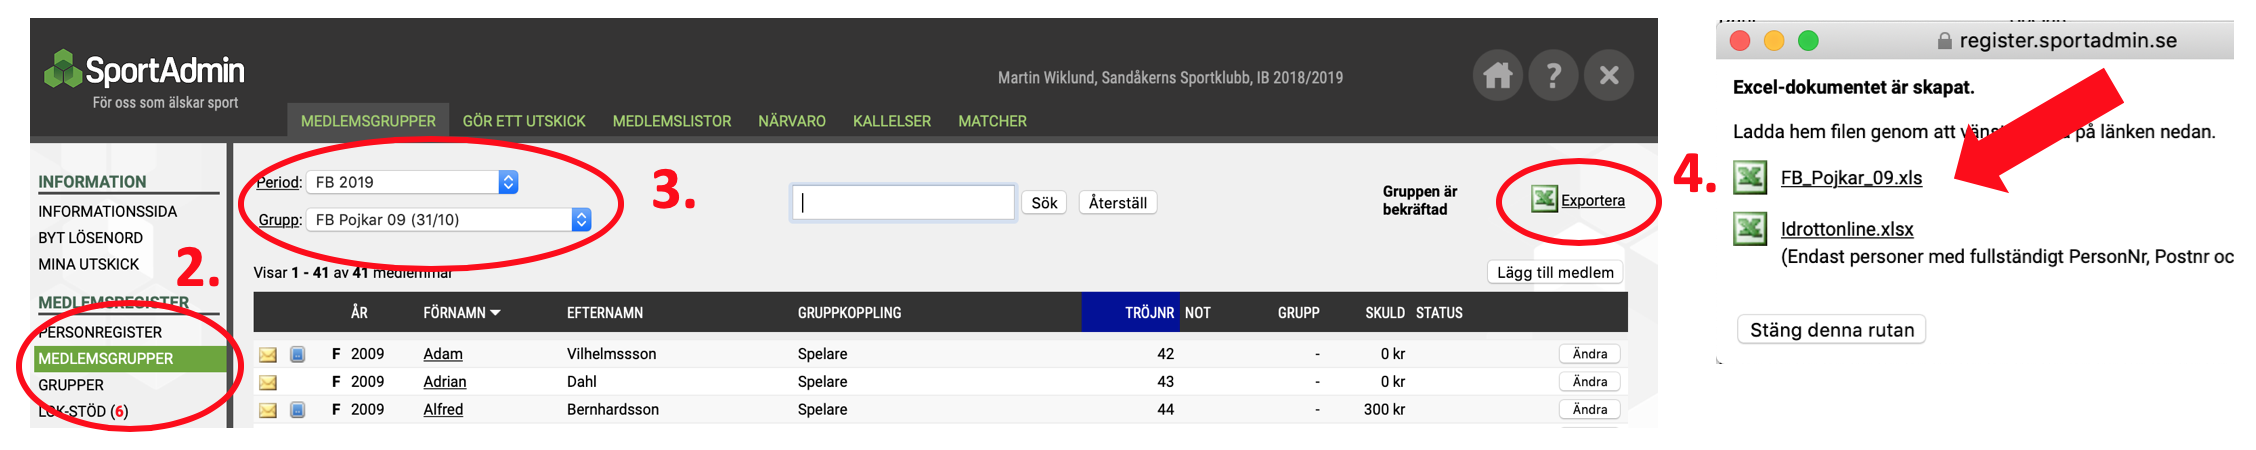 SportAdmin
För oss som älskar sport
Martin Wiklund, Sandåkerns Sportklubb, IB 2018/2019
?
MEDLEMSGRUPPER GÖR ETT UTSKICK MEDLEMSLISTOR NÄRVARO KALLELSER MATCHER
INFORMATION
INFORMATIONSSIDA
BYT LÖSENORD
MINA UTSKICK
2.
MEDLEMSREGISTER
PERSONREGISTER
MEDLEMSGRUPPER
GRUPPER
LOK-STÖD (6)
Period: FB 2019
Grupp: FB Pojkar 09 (31/10)
3.
Sök Återställ
Gruppen är
bekräftad
Exportera
Visar 1 - 41 av 41 medlemmar
Lägg till medlem
ÅR FÖRNAMN EFTERNAMN GRUPPKOPPLING TRÖJNR NOT GRUPP SKULD STATUS
F 2009 Adam Vilhelmssson Spelare 42 - 0 kr Ändra
F 2009 Adrian Dahl Spelare 43 - 0 kr Ändra
F 2009 Alfred Bernhardsson Spelare 44 - 300 kr Ändra
4.
register.sportadmin.se
Excel-dokumentet är skapat.
Ladda hem filen genom att på länken nedan.
FB_Pojkar_09.xls
Idrottonline.xlsx
(Endast personer med fullständigt PersonNr, Postnr oc
Stäng denna rutan